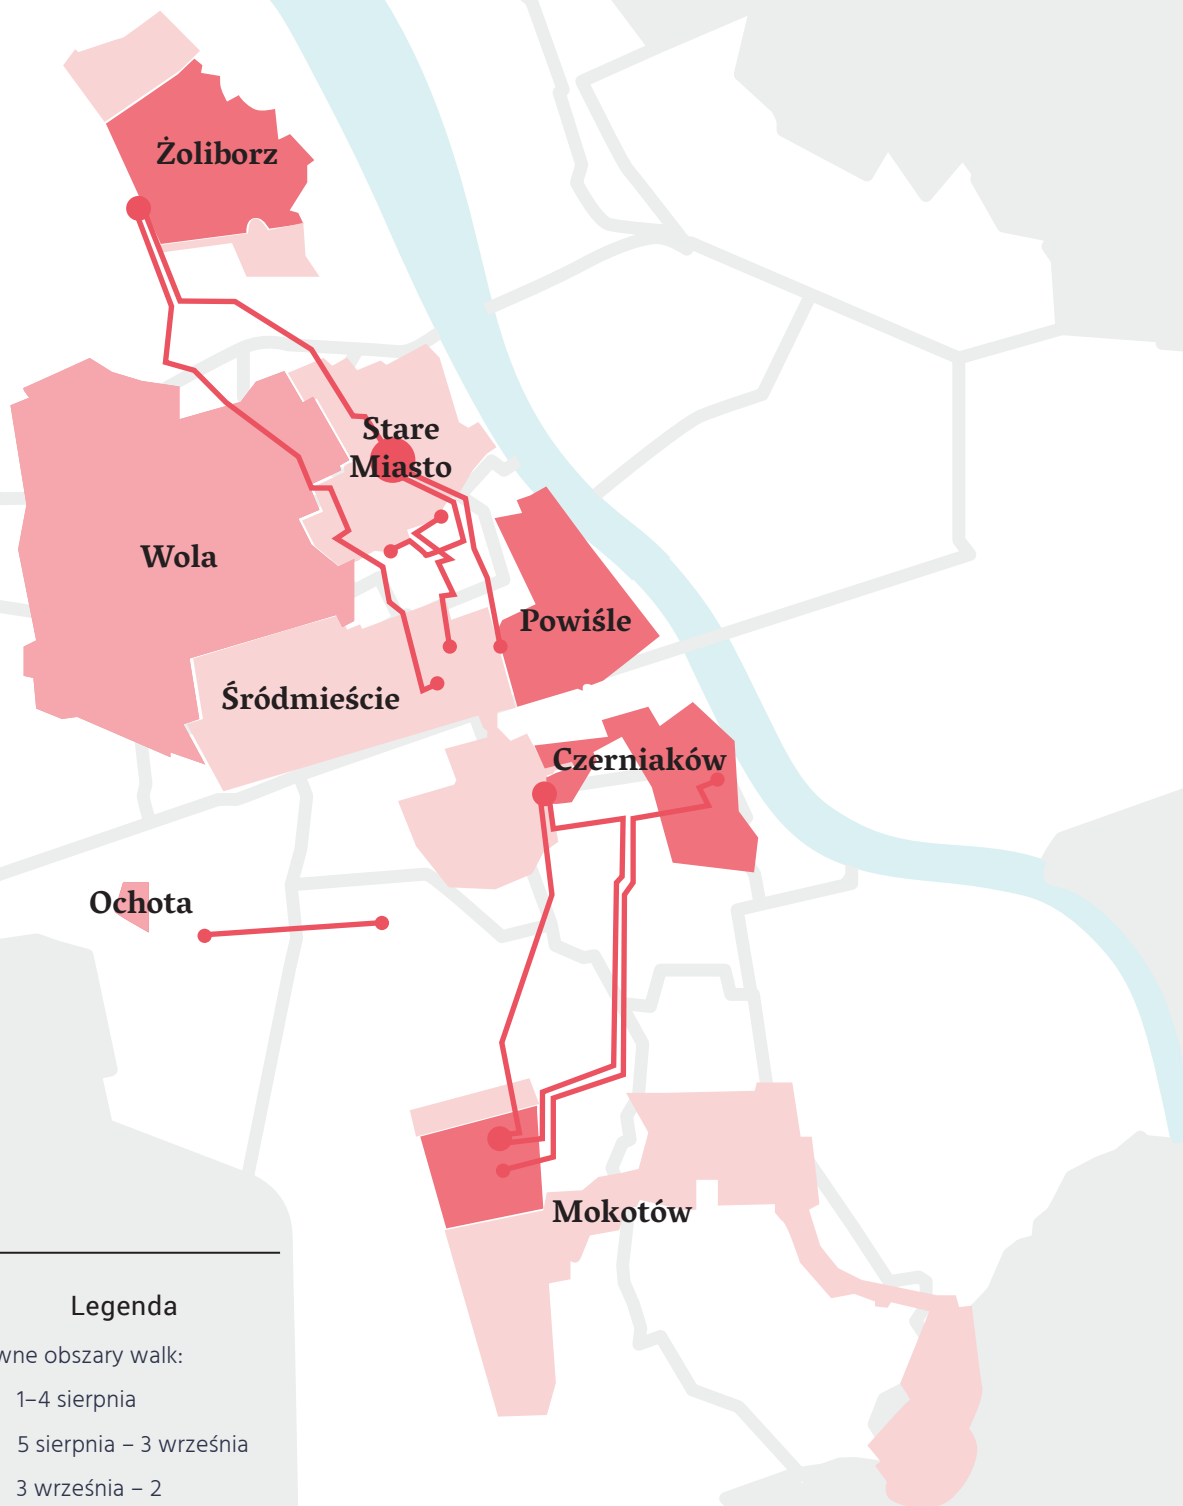 Żoliborz
Stare
Miasto
Wola
Powiśle
Śródmieście
Czerniaków
Ochota
Mokotów
Legenda
wne obszary walk:
1–4 sierpnia
5 sierpnia – 3 września
3 września – 2